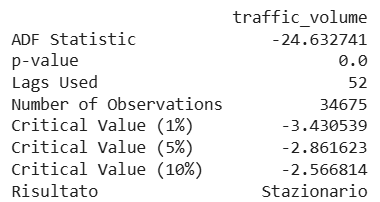 traffic_volume
ADF Statistic -24.632741
p-value 0.0
Lags Used 52
Number of Observations 34675
Critical Value (1%) -3.430539
Critical Value (5%) -2.861623
Critical Value (10%) -2.566814
Risultato Stazionario